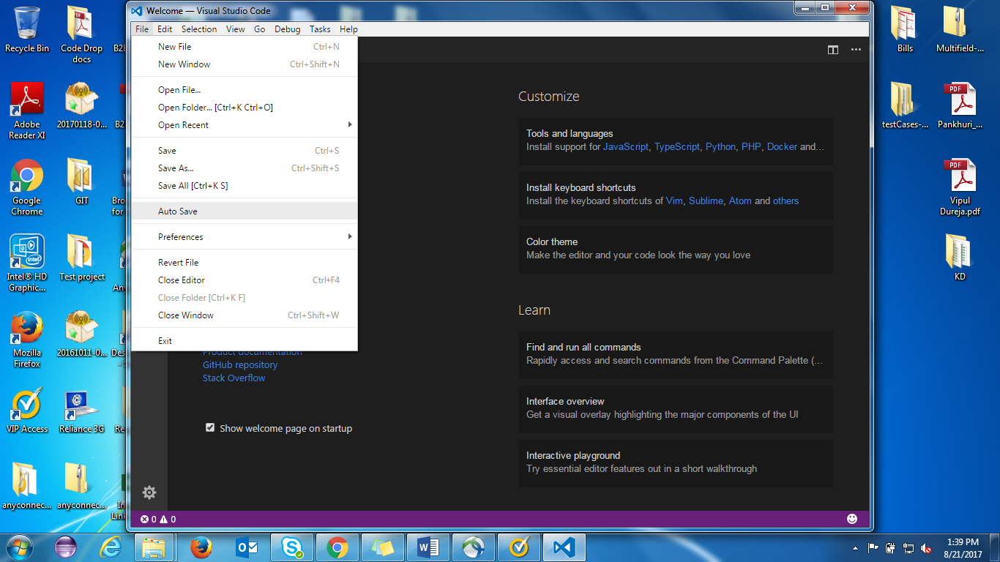 Welcome — Visual Studio Code
File Edit Selection View Go Debug Tasks Help
New File Ctrl+N
New Window Ctrl+Shift+N
Open File...
Open Folder... [Ctrl+K Ctrl+O]
Open Recent
Save Ctrl+S
Save As... Ctrl+Shift+S
Save All [Ctrl+K S]
Auto Save
Preferences
Revert File
Close Editor Ctrl+F4
Close Folder [Ctrl+K F]
Close Window Ctrl+Shift+W
Exit
Product documentation
GitHub repository
Stack Overflow
Show welcome page on startup
Customize
Tools and languages
Install support for JavaScript, TypeScript, Python, PHP, Docker and...
Install keyboard shortcuts
Install the keyboard shortcuts of Vim, Sublime, Atom and others
Color theme
Make the editor and your code look the way you love
Learn
Find and run all commands
Rapidly access and search commands from the Command Palette (...
Interface overview
Get a visual overlay highlighting the major components of the UI
Interactive playground
Try essential editor features out in a short walkthrough
0 0
Recycle Bin
Code Drop
docs
Adobe
Reader XI
20170118-0...
Google
Chrome
GIT
Intel® HD
Graphic...
Test project
Mozilla
Firefox
20161011-0...
VIP Access
Reliance 3G
anyconnec...
anyconnec...
Bills
Multifield-...
testCases-...
PDF
Pankhuri_...
PDF
Vipul
Dureja.pdf
KD
1:39 PM
8/21/2017